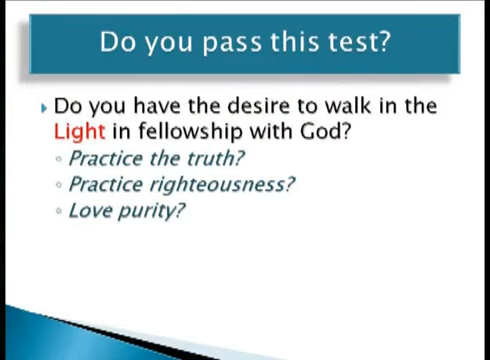 Do you pass this test?
Do you have the desire to walk in the
Light in fellowship with God?
Practice the truth?
Practice righteousness?
Love purity?